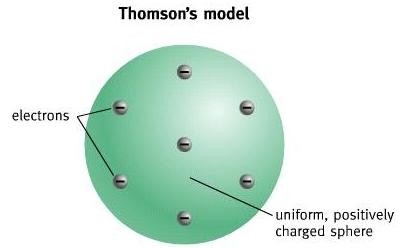 Thomson's model
electrons
uniform, positively
charged sphere